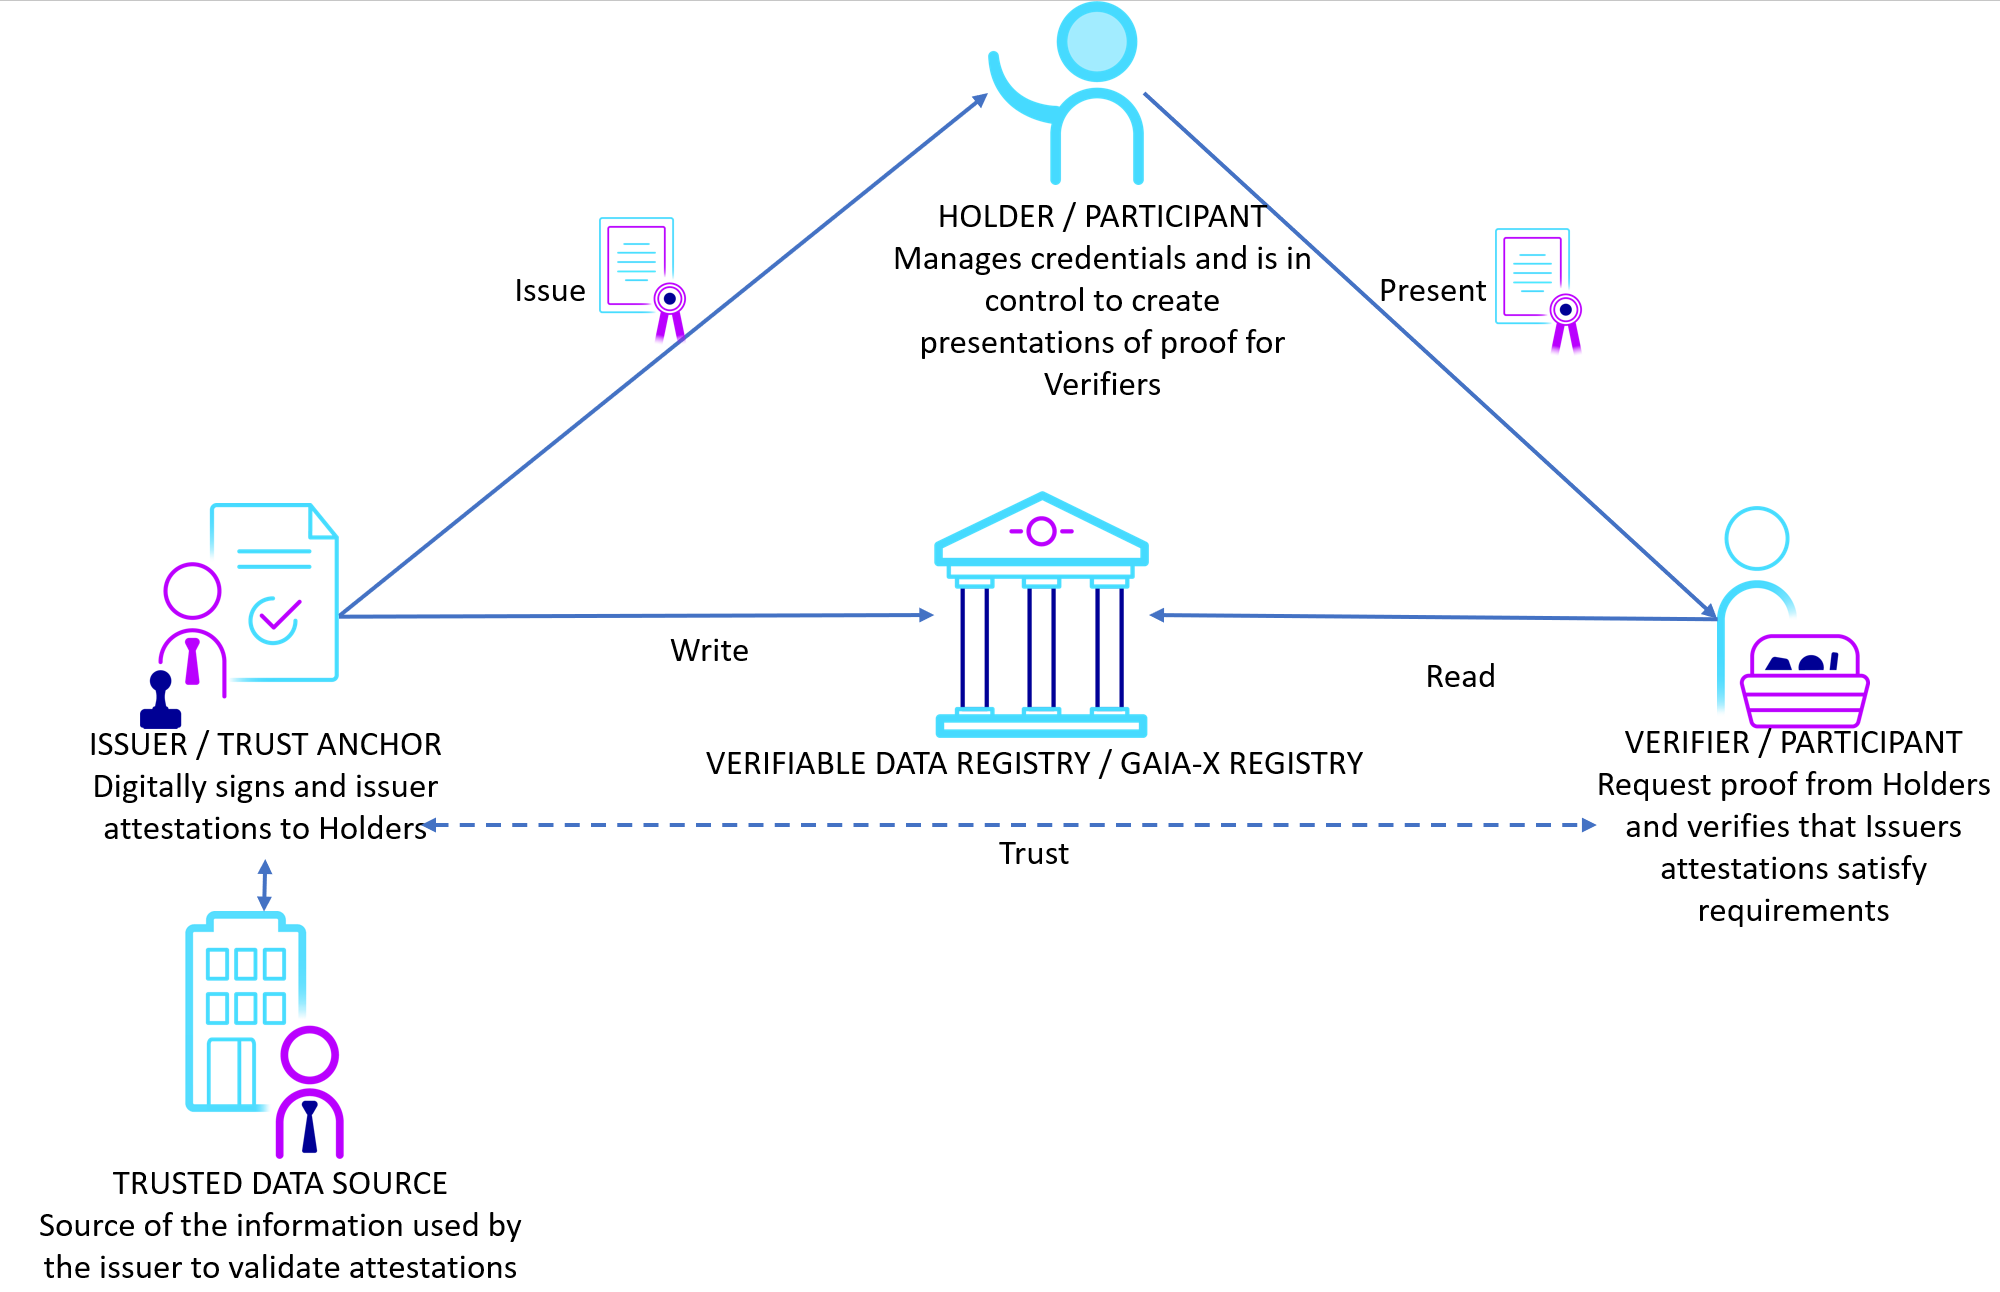 HOLDER / PARTICIPANT
Manages credentials and is in
control to create
presentations of proof for
Verifiers
Issue
Present
Write
Read
ISSUER / TRUST ANCHOR
Digitally signs and issuer
attestations to Holders
VERIFIABLE DATA REGISTRY / GAIA-X REGISTRY
Trust
VERIFIER / PARTICIPANT
Request proof from Holders
and verifies that Issuers
attestations satisfy
requirements
TRUSTED DATA SOURCE
Source of the information used by
the issuer to validate attestations